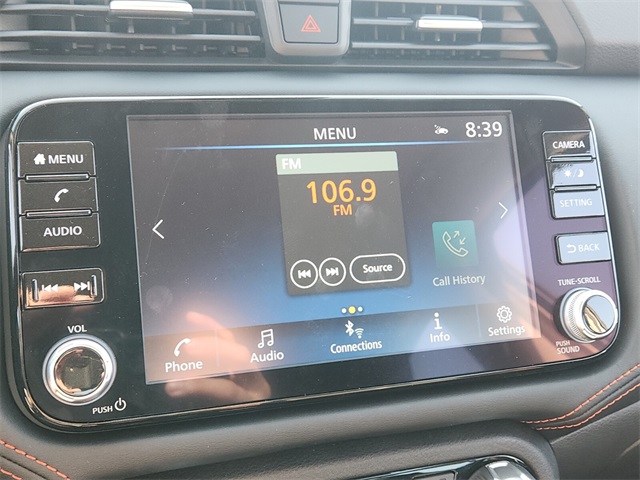 MENU
8:39
MENU
CAMERA
FM
106.9
FM
AUDIO
SETTING
BACK
Source
Call History
TUNE·SCROLL
VOL
PUSH
Phone
Audio
Connections
Info
Settings
PUSH
SOUND